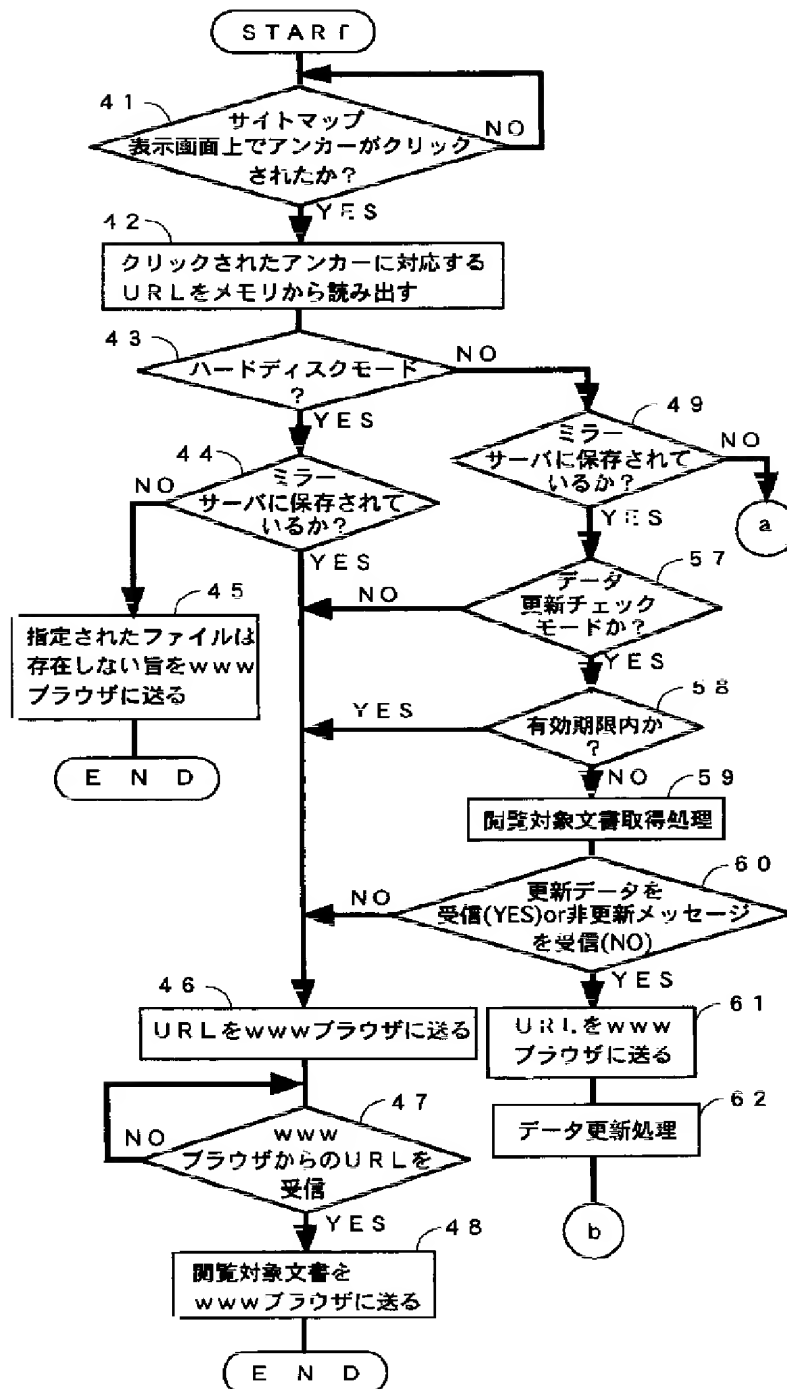 START
41
サイトマップ
表示画面上でアンカーがクリック
されたか？
NO
YES
42
クリックされたアンカーに対応する
ＵＲＬをメモリから読み出す
43
ハードディスクモード
？
NO
YES
44
ミラー
サーバに保存されて
いるか？
NO
YES
49
ミラー
サーバに保存されて
いるか？
NO
a
YES
57
データ
更新チェック
モードか？
NO
YES
45
指定されたファイルは
存在しない旨をｗｗｗ
ブラウザに送る
END
58
有効期限内か
？
YES
NO
59
閲覧対象文書取得処理
60
更新データを
受信(YES)or非更新メッセージ
を受信(NO)
NO
YES
46
ＵＲＬをｗｗｗブラウザに送る
61
ＵＲＬをｗｗｗ
ブラウザに送る
47
ｗｗｗ
ブラウザからのＵＲＬを
受信
NO
YES
62
データ更新処理
b
48
閲覧対象文書を
ｗｗｗブラウザに送る
END